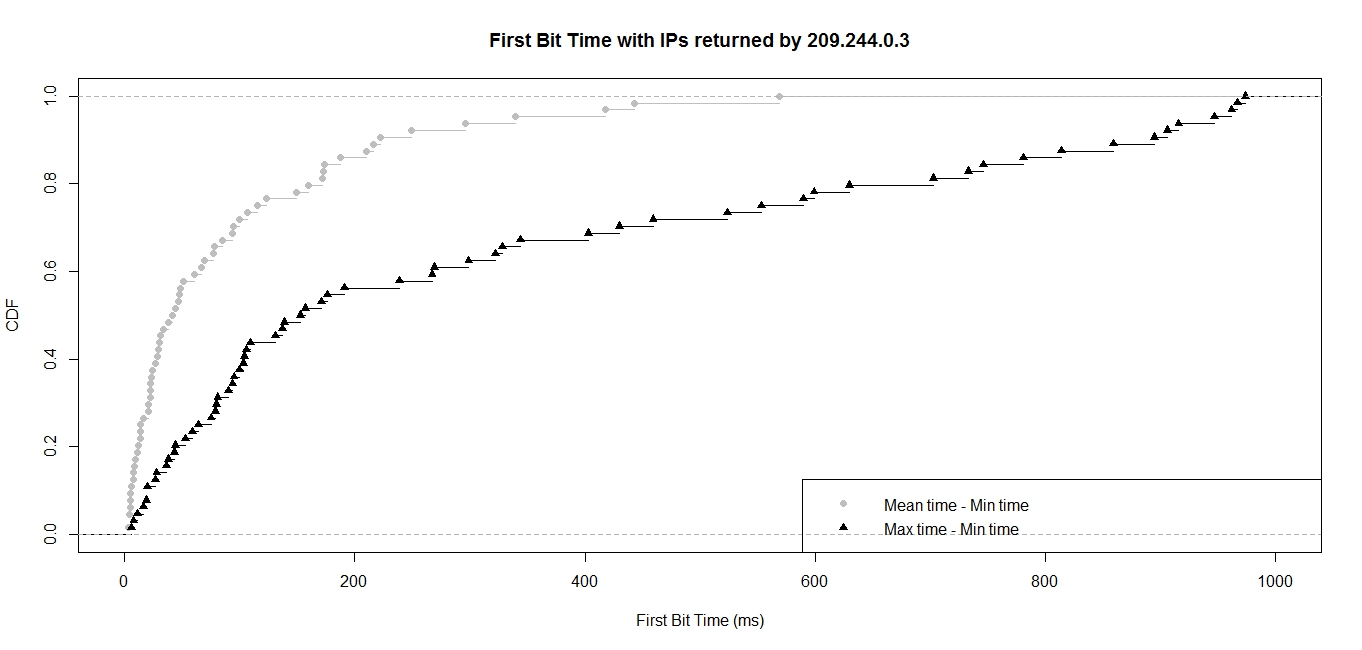 First Bit Time with IPs returned by 209.244.0.3
CDF
1.0
0.8
0.6
0.4
0.2
0.0
Mean time - Min time
Max time - Min time
0 200 400 600 800 1000
First Bit Time (ms)